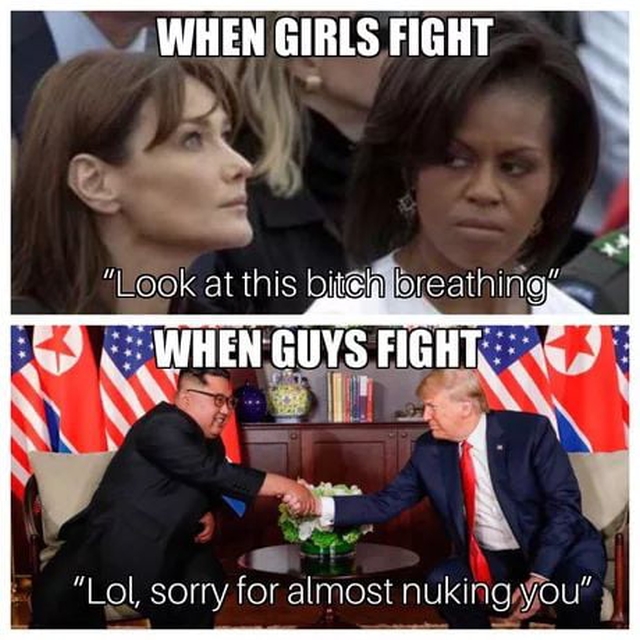 WHEN GIRLS FIGHT
"Look at this bitch breathing"
WHEN GUYS FIGHT
"Lol, sorry for almost nuking you"